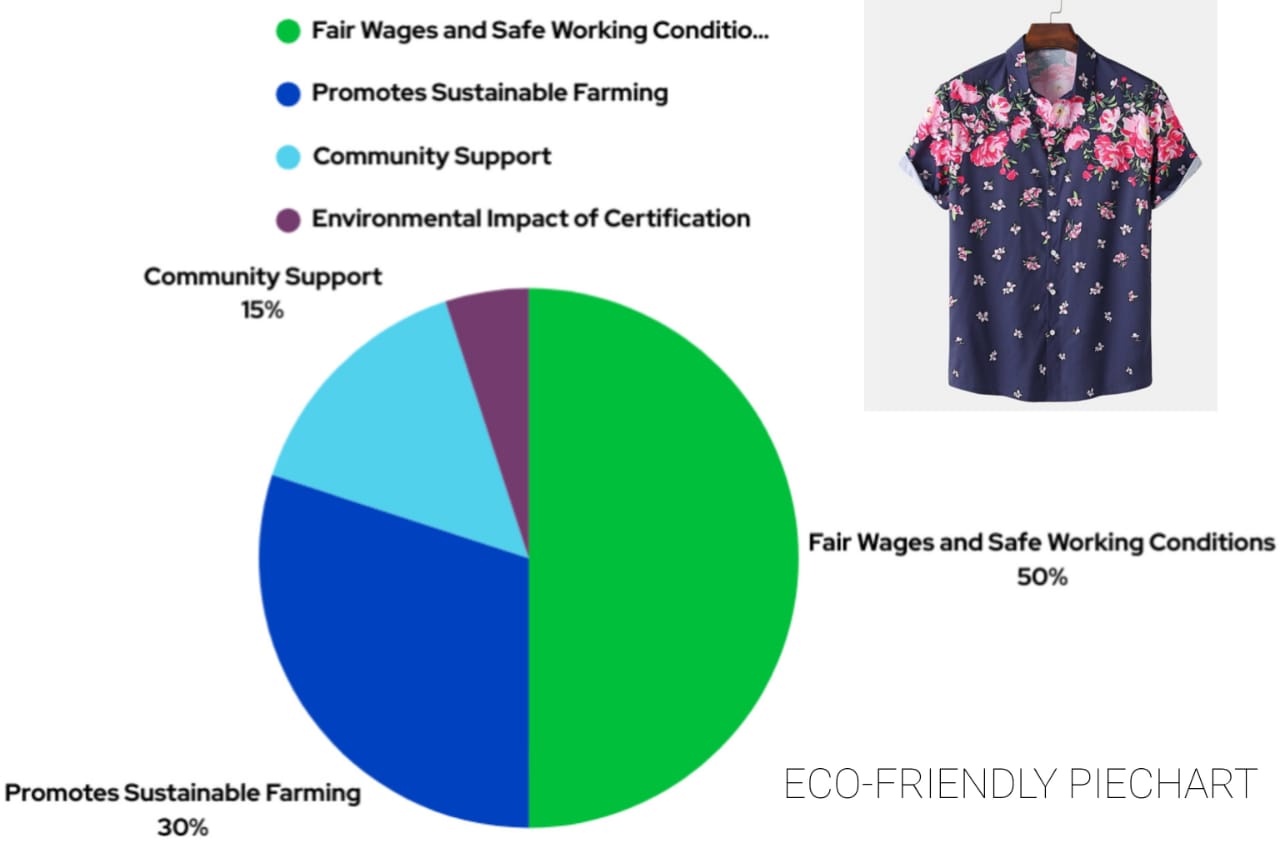 Fair Wages and Safe Working Conditio...
Promotes Sustainable Farming
Community Support
Environmental Impact of Certification
Community Support
15%
Fair Wages and Safe Working Conditions
50%
Promotes Sustainable Farming
30%
ECO-FRIENDLY PIECHART